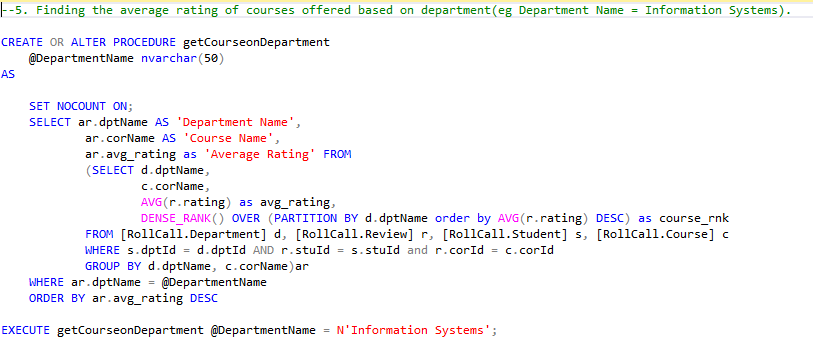 --5. Finding the average rating of courses offered based on department(eg Department Name = Information Systems).
CREATE OR ALTER PROCEDURE getCourseonDepartment
@DepartmentName nvarchar(50)
AS
SET NOCOUNT ON;
SELECT ar.dptName AS 'Department Name',
ar.corName AS 'Course Name',
ar.avg_rating as 'Average Rating' FROM
(SELECT d.dptName,
c.corName,
AVG(r.rating) as avg_rating,
DENSE_RANK() OVER (PARTITION BY d.dptName order by AVG(r.rating) DESC) as course_rnk
FROM [RollCall.Department] d, [RollCall.Review] r, [RollCall.Student] s, [RollCall.Course] c
WHERE s.dptId = d.dptId AND r.stuId = s.stuId and r.corId = c.corId
GROUP BY d.dptName, c.corName)ar
WHERE ar.dptName = @DepartmentName
ORDER BY ar.avg_rating DESC
EXECUTE getCourseonDepartment @DepartmentName = N'Information Systems';